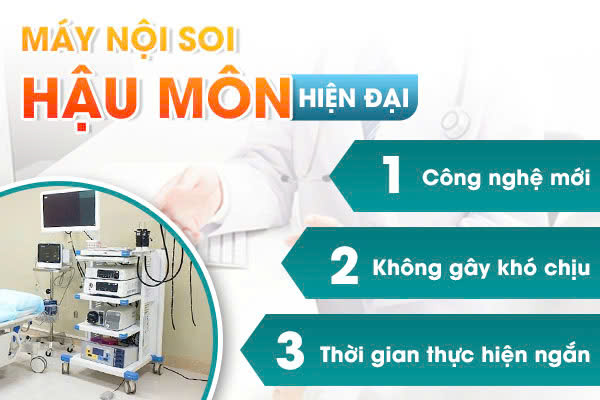 MÁY NỘI SOI
HẬU MÔN HIỆN ĐẠI
1 Công nghệ mới
2 Không gây khó chịu
3 Thời gian thực hiện ngắn